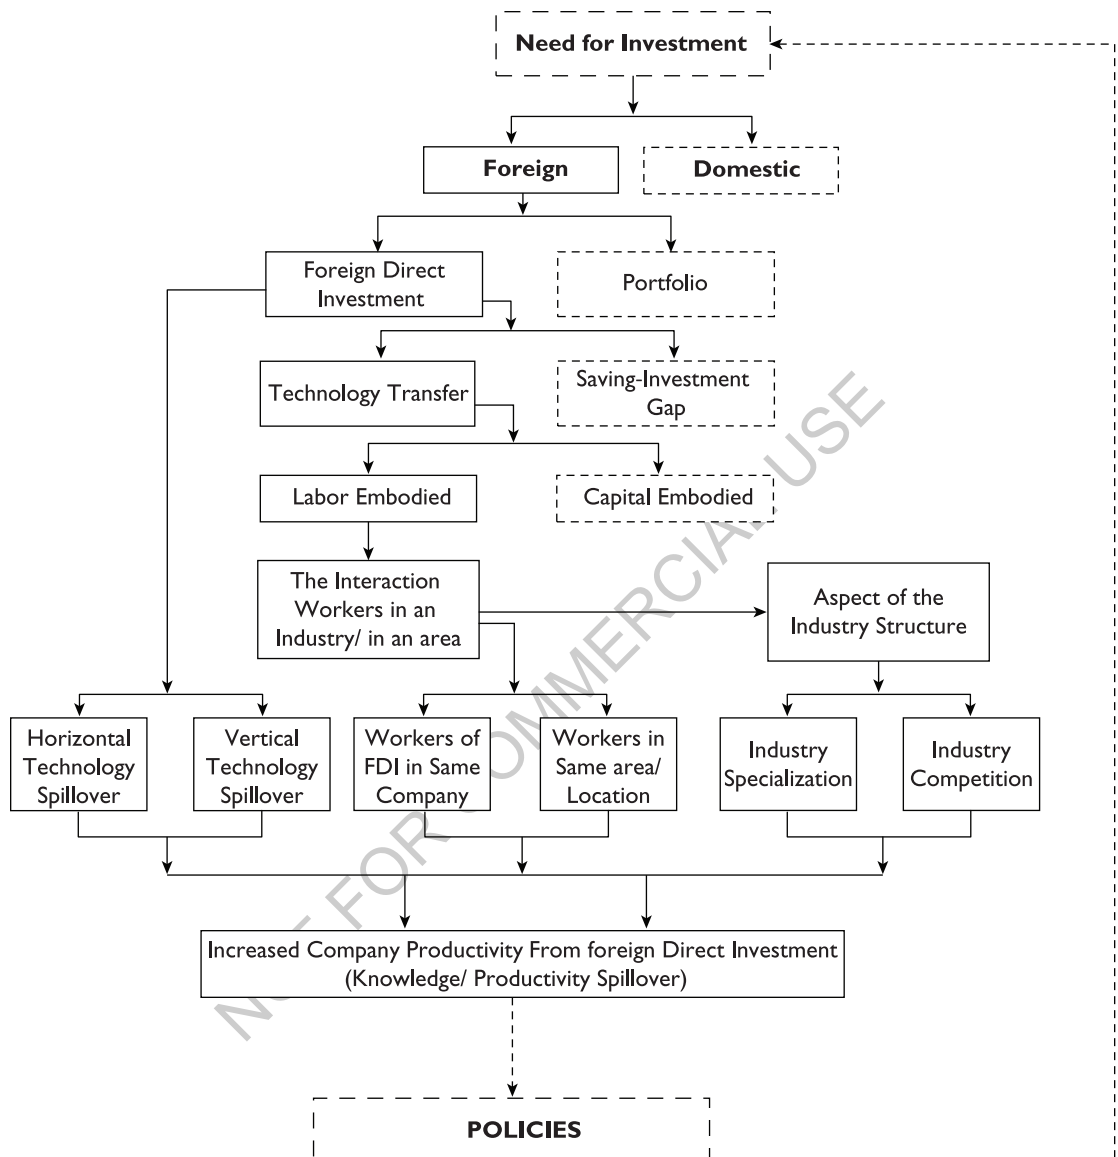 Need for Investment
Foreign
Domestic
Foreign Direct
Investment
Portfolio
Technology Transfer
Saving-Investment
Gap
Labor Embodied
Capital Embodied
The Interaction
Workers in an
Industry/ in an area
Aspect of the
Industry Structure
Horizontal
Technology
Spillover
Vertical
Technology
Spillover
Workers of
FDI in Same
Company
Workers in
Same area/
Location
Industry
Specialization
Industry
Competition
Increased Company Productivity From foreign Direct Investment
(Knowledge/ Productivity Spillover)
POLICIES
NOT FOR COMMERCIAL USE